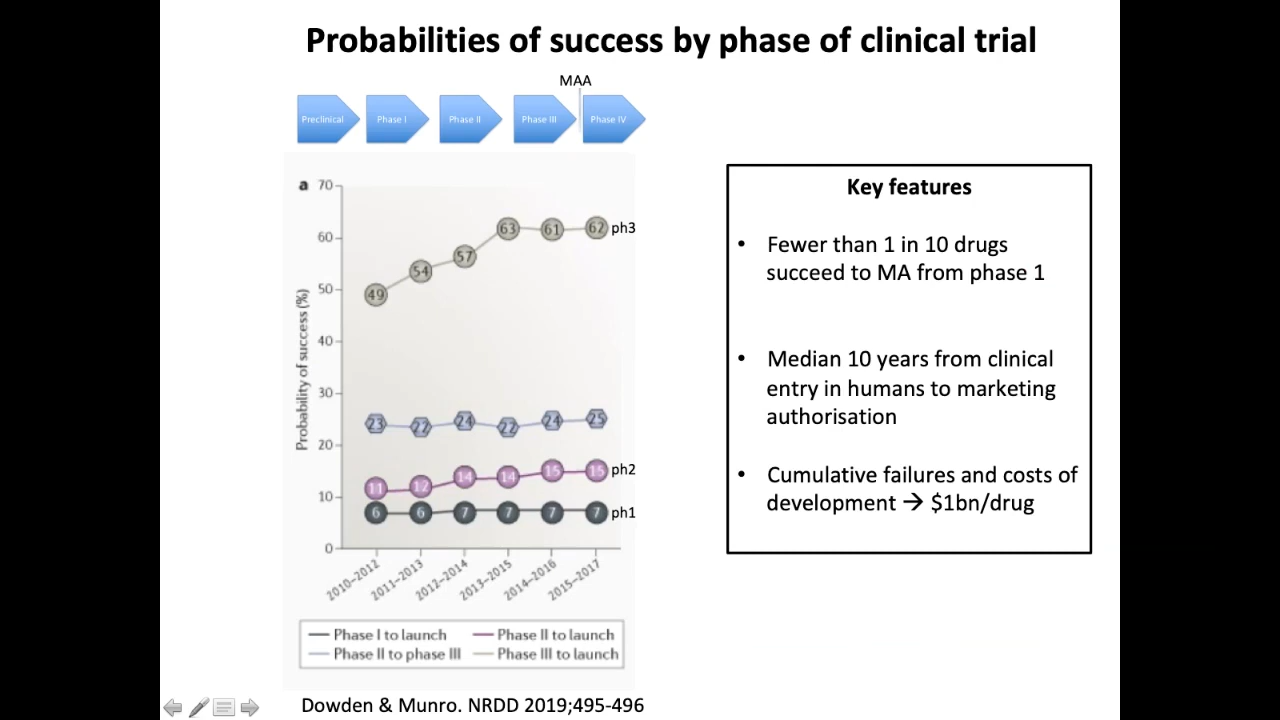 Probabilities of success by phase of clinical trial
MAA
Preclinical
Phase I
Phase II
Phase III
Phase IV
a
70
60
50
40
30
20
10
0
Probability of success (%)
49
54
57
63
61
62
ph3
23
22
24
22
24
25
11
12
14
14
15
15
ph2
6
6
7
7
7
7
ph1
2010–2012
2011–2013
2012–2014
2013–2015
2014–2016
2015–2017
Phase I to launch
Phase II to launch
Phase II to phase III
Phase III to launch
Dowden & Munro. NRDD 2019;495-496
Key features
• Fewer than 1 in 10 drugs
succeed to MA from phase 1
• Median 10 years from clinical
entry in humans to marketing
authorisation
• Cumulative failures and costs of
development → $1bn/drug